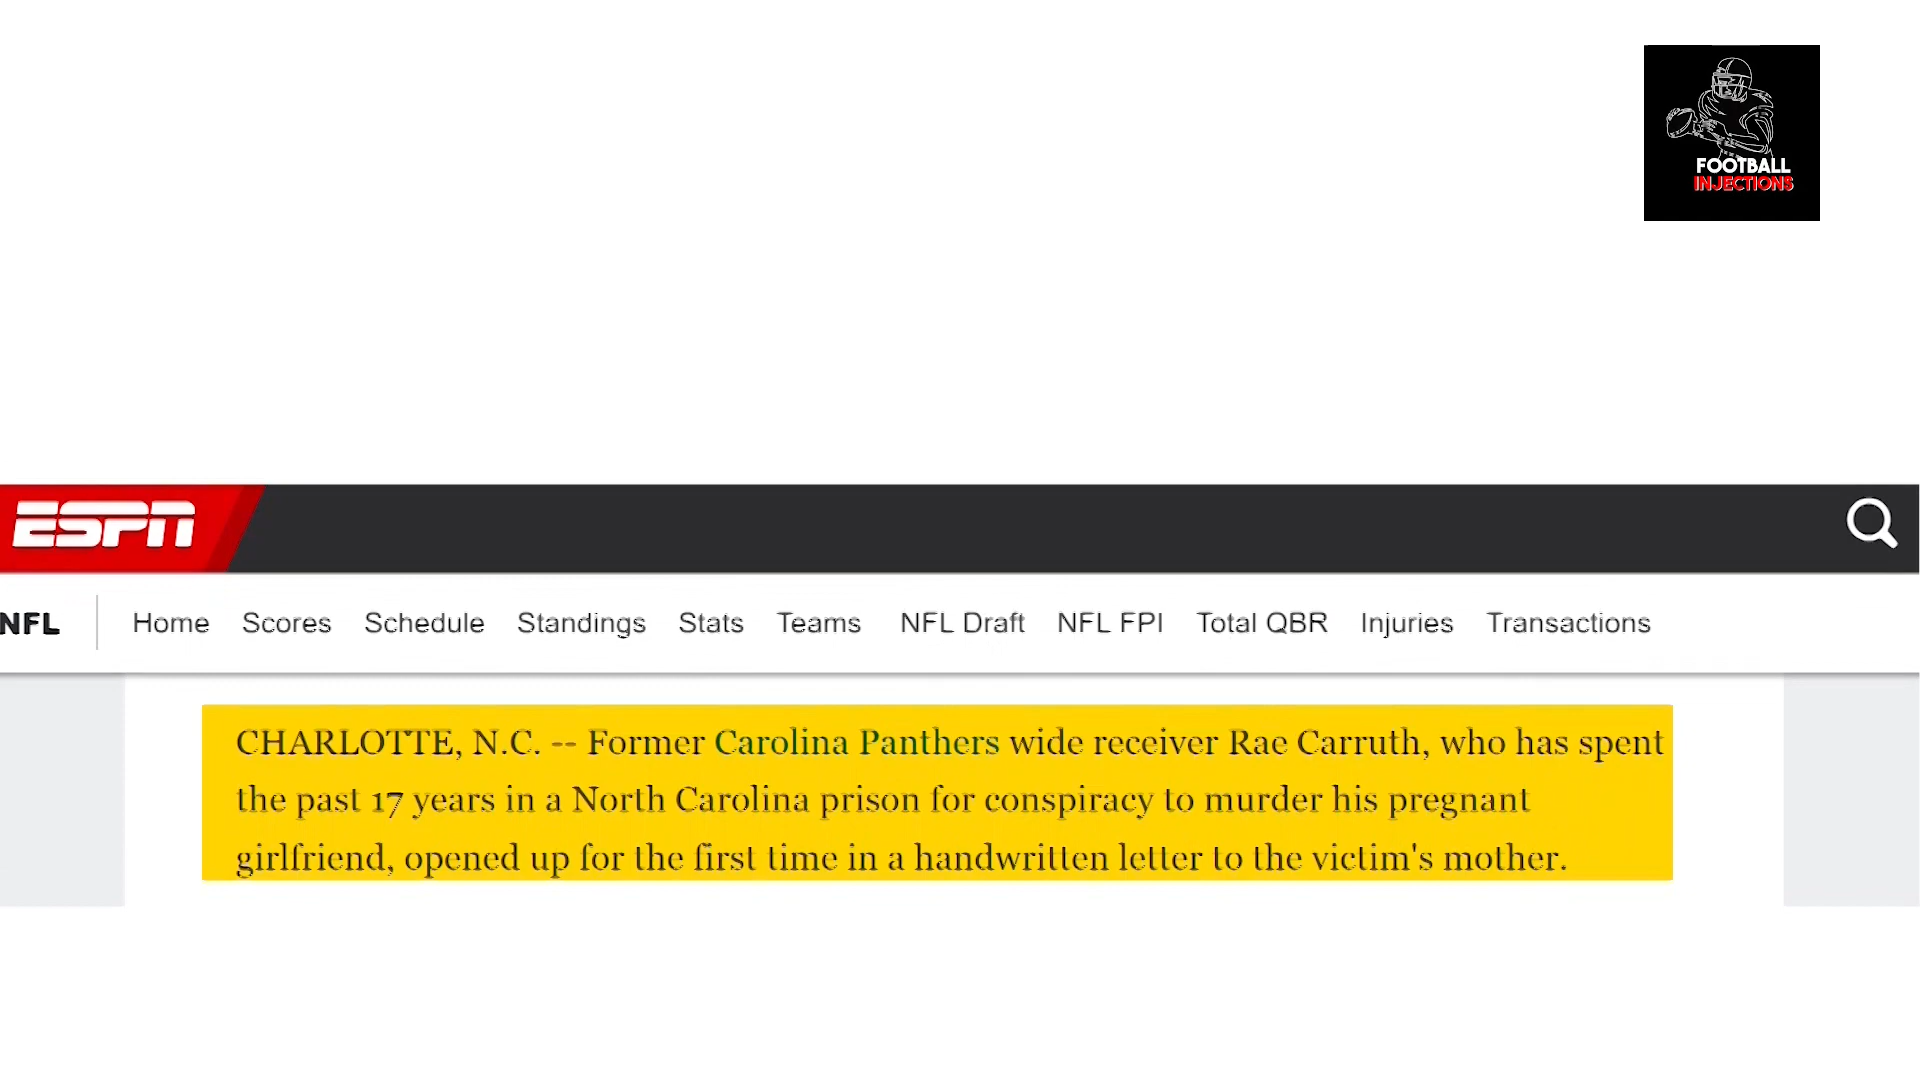 FOOTBALL
INJECTIONS
ESPN
NFL Home Scores Schedule Standings Stats Teams NFL Draft NFL FPI Total QBR Injuries Transactions
CHARLOTTE, N.C. -- Former Carolina Panthers wide receiver Rae Carruth, who has spent
the past 17 years in a North Carolina prison for conspiracy to murder his pregnant
girlfriend, opened up for the first time in a handwritten letter to the victim's mother.